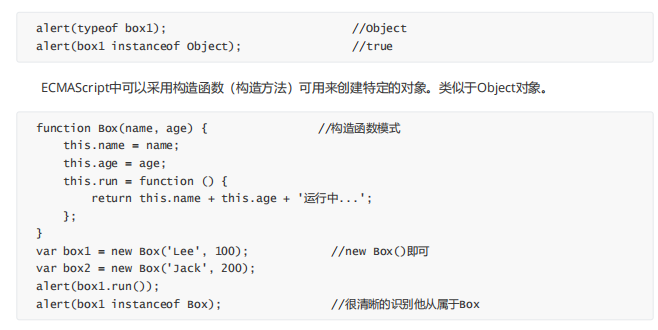 alert(typeof box1); //Object
alert(box1 instanceof Object); //true
ECMAScript中可以采用构造函数（构造方法）可用来创建特定的对象。类似于Object对象。
function Box(name, age) { //构造函数模式
this.name = name;
this.age = age;
this.run = function () {
return this.name + this.age + '运行中...';
};
}
var box1 = new Box('Lee', 100); //new Box()即可
var box2 = new Box('Jack', 200);
alert(box1.run());
alert(box1 instanceof Box); //很清晰的识别他从属于Box